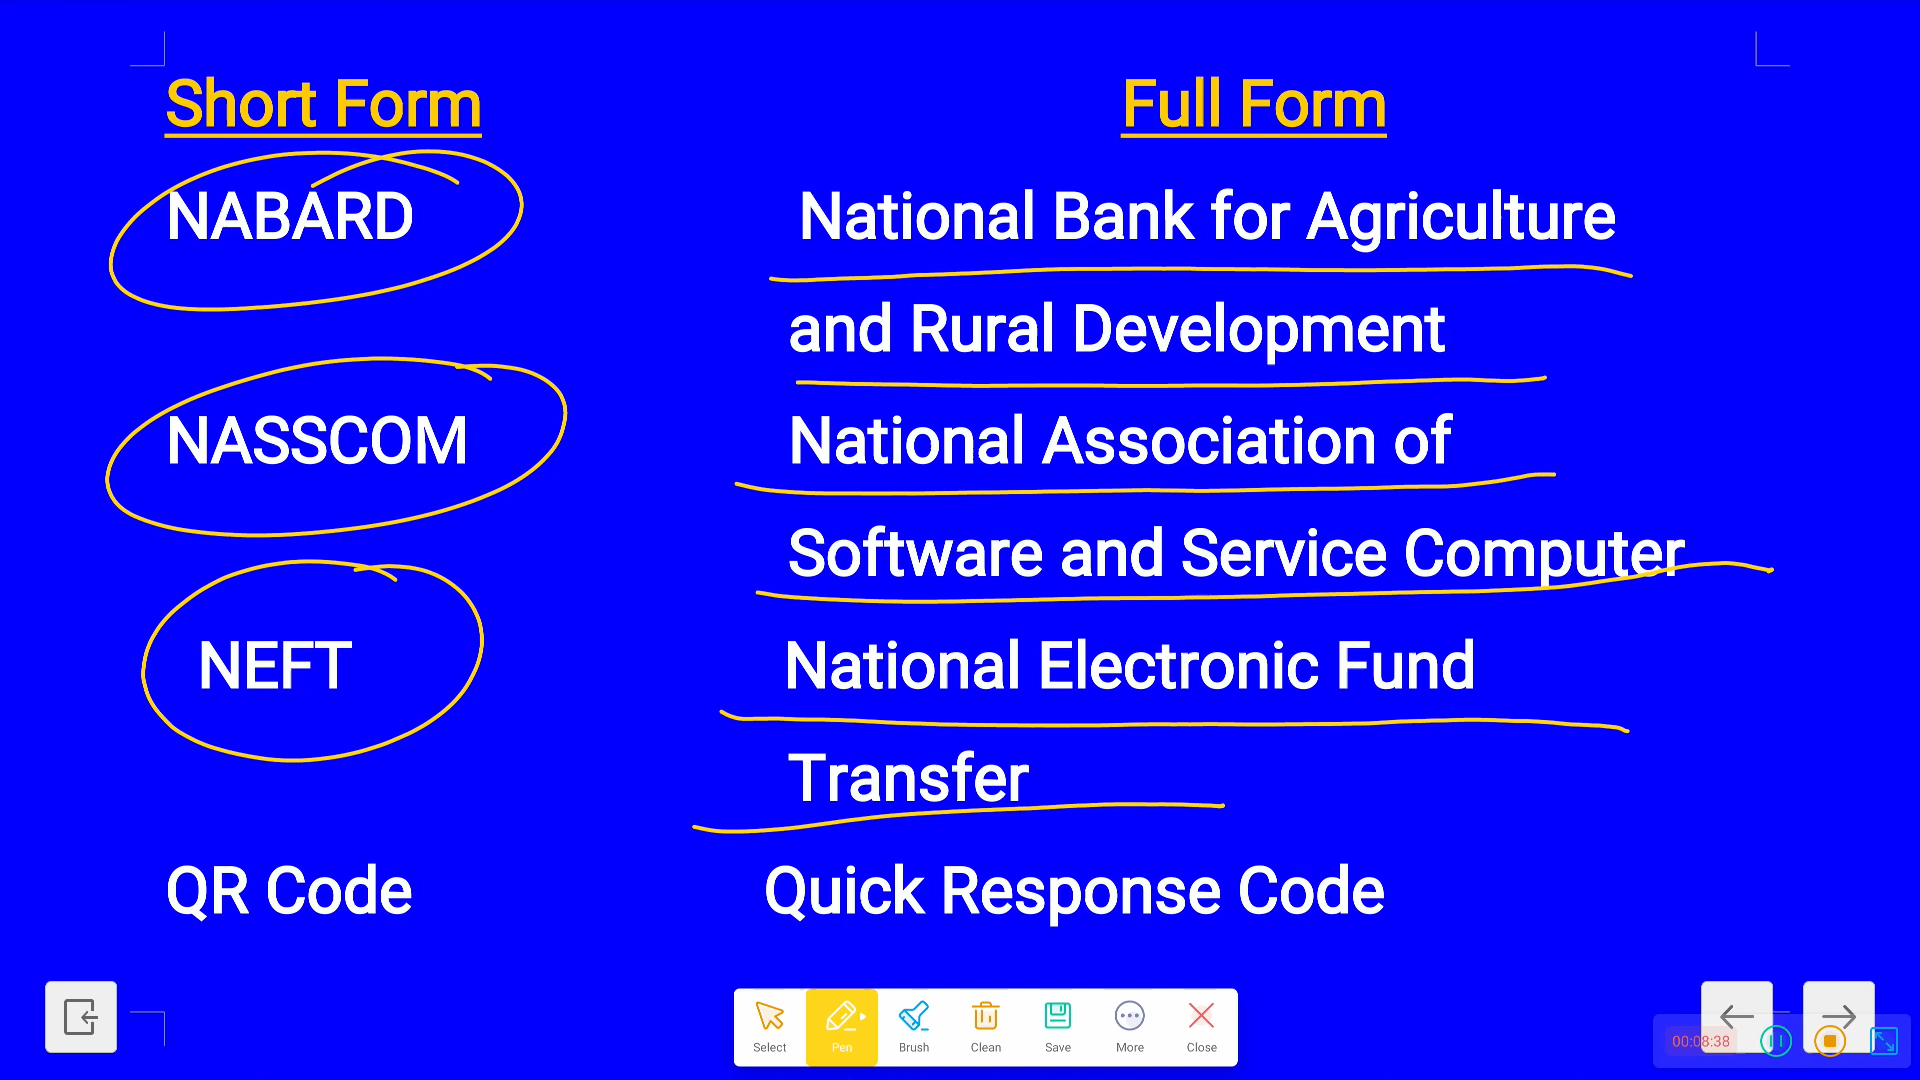 Short Form Full Form
NABARD National Bank for Agriculture
and Rural Development
NASSCOM National Association of
Software and Service Computer
NEFT National Electronic Fund
Transfer
QR Code Quick Response Code
Select Pen Brush Clean Save More Close
00:08:38